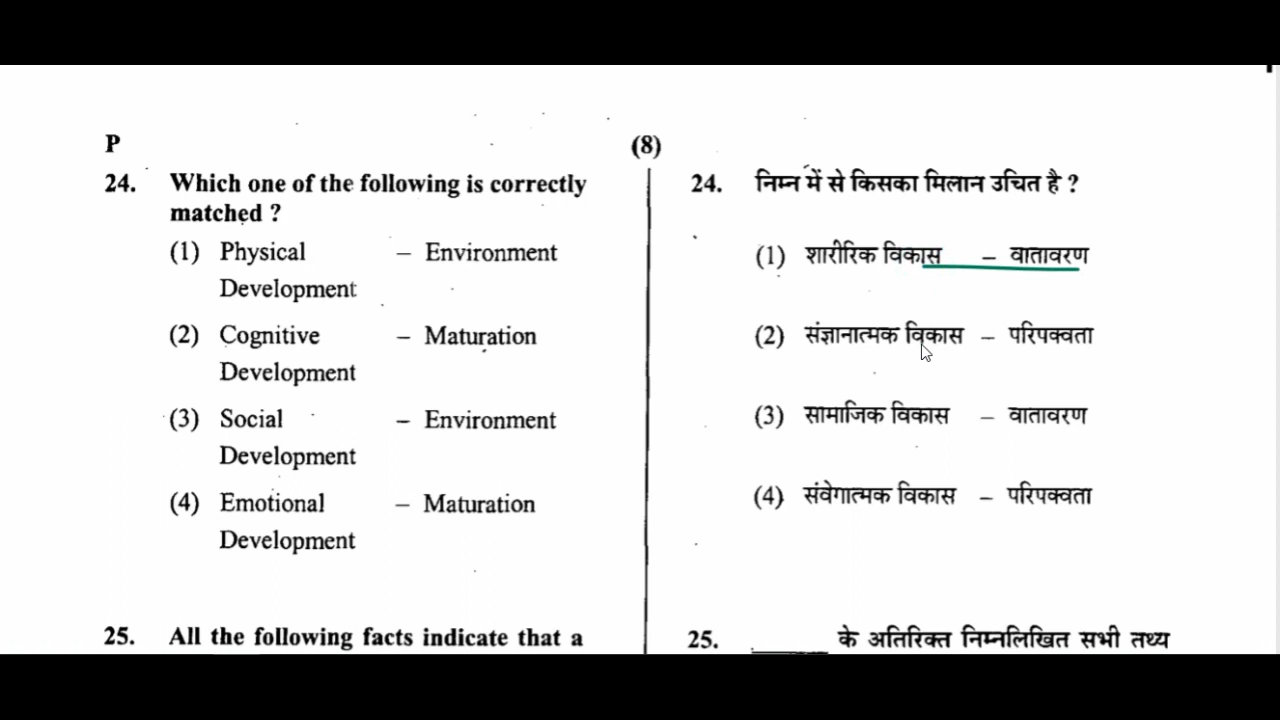 P
(8)
24. Which one of the following is correctly
matched ?
(1) Physical – Environment
Development
(2) Cognitive – Maturation
Development
(3) Social – Environment
Development
(4) Emotional – Maturation
Development
25. All the following facts indicate that a
24. निम्न में से किसका मिलान उचित है ?
(1) शारीरिक विकास – वातावरण
(2) संज्ञानात्मक विकास – परिपक्वता
(3) सामाजिक विकास – वातावरण
(4) संवेगात्मक विकास – परिपक्वता
25. ______ के अतिरिक्त निम्नलिखित सभी तथ्य